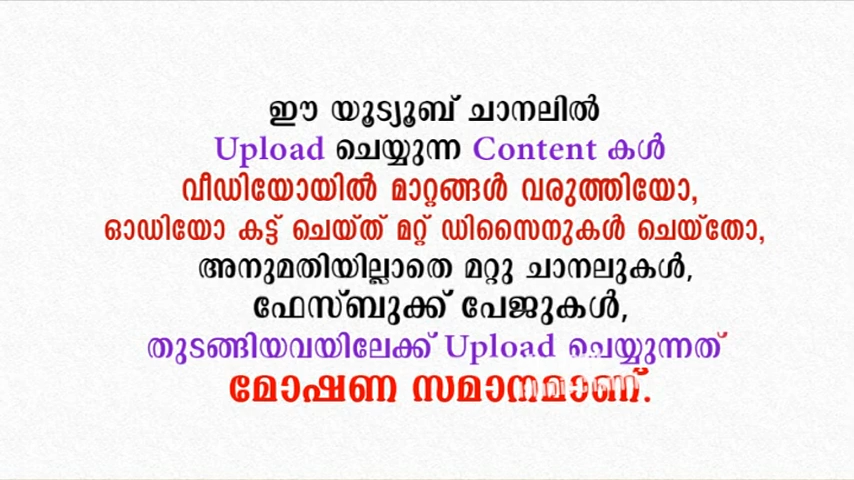 ഈ യൂട്യൂബ് ചാനലിൽ
Upload ചെയ്യുന്ന Content കൾ
വീഡിയോയിൽ മാറ്റങ്ങൾ വരുത്തിയോ,
ഓഡിയോ കട്ട് ചെയ്ത് മറ്റ് ഡിസൈനുകൾ ചെയ്തോ,
അനുമതിയില്ലാതെ മറ്റു ചാനലുകൾ,
ഫേസ്ബുക്ക് പേജുകൾ,
തുടങ്ങിയവയിലേക്ക് Upload ചെയ്യുന്നത്
മോഷണ സമാനമാണ്.